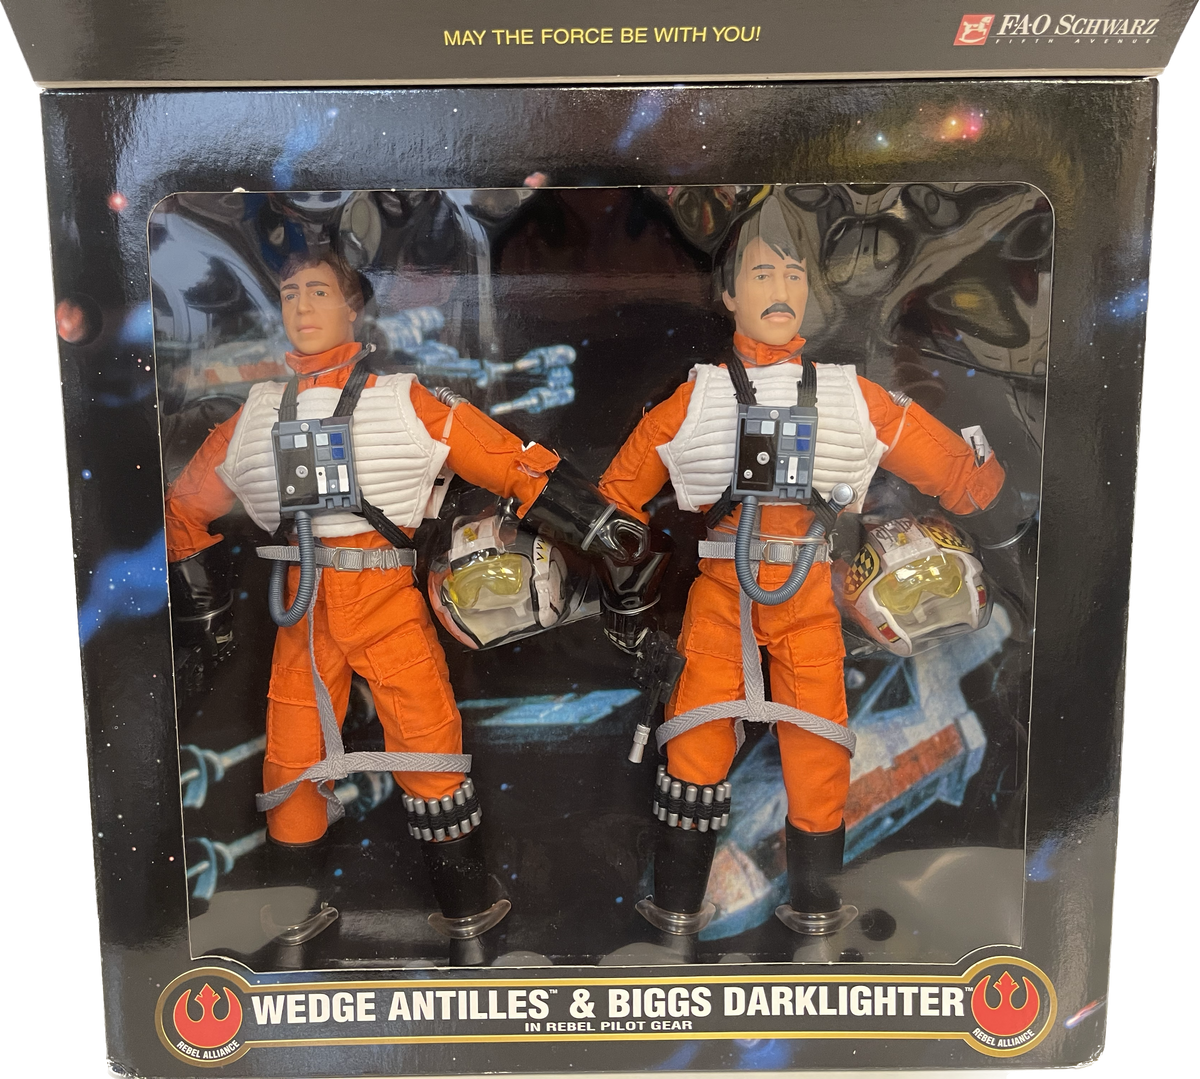 MAY THE FORCE BE WITH YOU!
F·A·O SCHWARZ
FIFTH AVENUE
WEDGE ANTILLES™ & BIGGS DARKLIGHTER™
IN REBEL PILOT GEAR
REBEL ALLIANCE
REBEL ALLIANCE